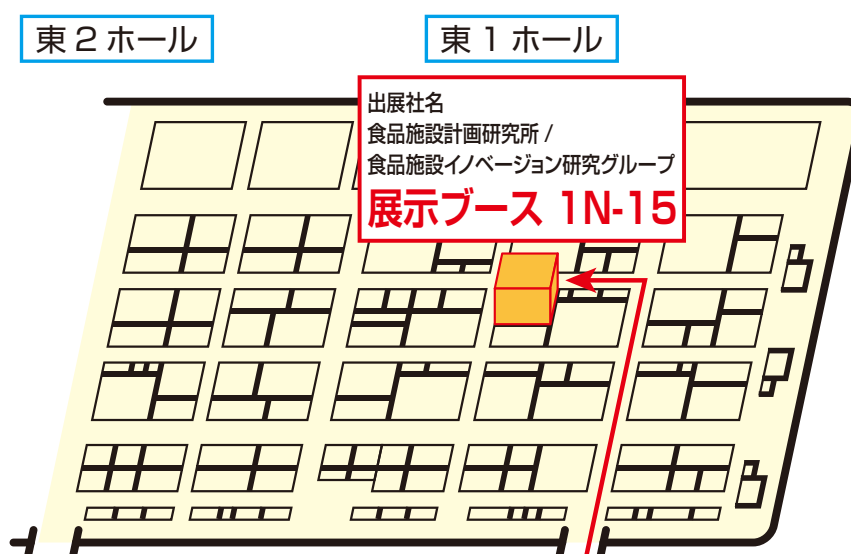 東2ホール
東1ホール
出展社名
食品施設計画研究所 /
食品施設イノベージョン研究グループ
展示ブース 1N-15